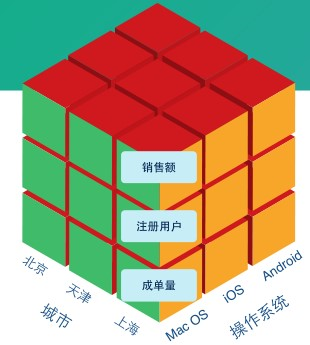 销售额
注册用户
成单量
北京
天津
上海
城市
Mac OS
iOS
Android
操作系统